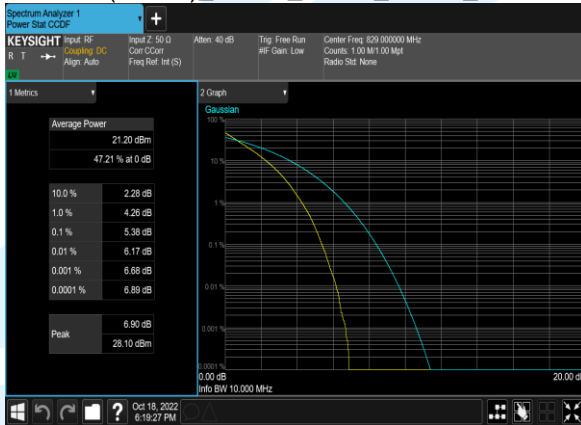 Spectrum Analyzer 1
Power Stat CCDF
KEYSIGHT
R T
Input: RF
Coupling: DC
Align: Auto
Input Z: 50 Ω
Corr CCorr
Freq Ref: Int (S)
Atten: 40 dB
Trig: Free Run
#IF Gain: Low
Center Freq: 829.000000 MHz
Counts: 1.00 M/1.00 Mpt
Radio Std: None
1 Metrics
Average Power
21.20 dBm
47.21 % at 0 dB
10.0 % 2.28 dB
1.0 % 4.26 dB
0.1 % 5.38 dB
0.01 % 6.17 dB
0.001 % 6.68 dB
0.0001 % 6.89 dB
Peak
6.90 dB
28.10 dBm
2 Graph
Gaussian
100 %
10 %
1 %
0.1 %
0.01 %
0.001 %
0.0001 %
0.00 dB
20.00 d
Info BW 10.000 MHz
Oct 18, 2022
6:19:27 PM